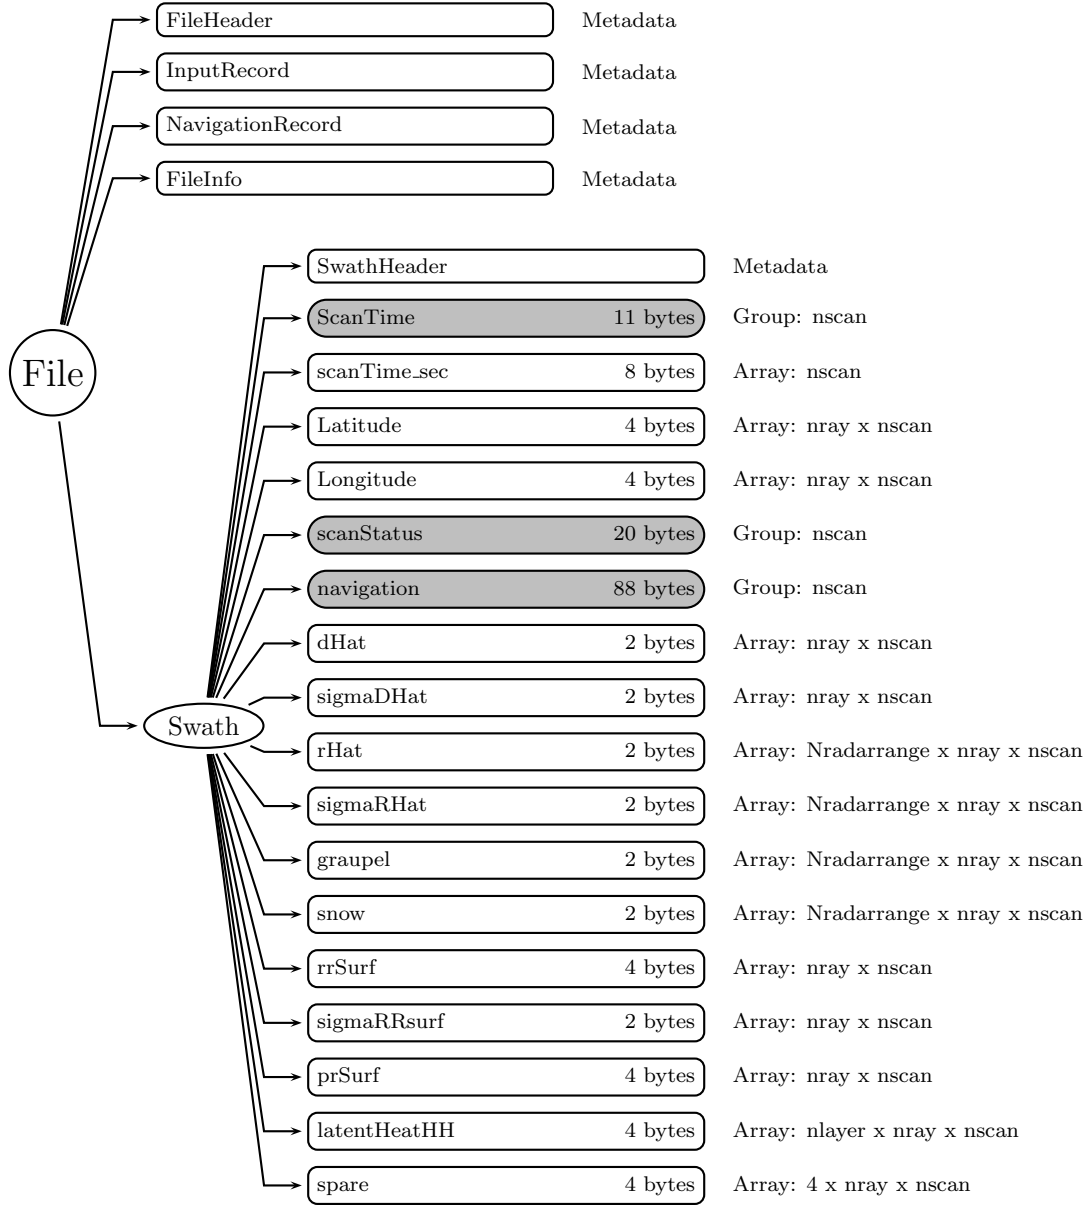 FileHeader Metadata
InputRecord Metadata
NavigationRecord Metadata
FileInfo Metadata
SwathHeader Metadata
ScanTime 11 bytes Group: nscan
File
scanTime_sec 8 bytes Array: nscan
Latitude 4 bytes Array: nray x nscan
Longitude 4 bytes Array: nray x nscan
scanStatus 20 bytes Group: nscan
navigation 88 bytes Group: nscan
dHat 2 bytes Array: nray x nscan
sigmaDHat 2 bytes Array: nray x nscan
Swath
rHat 2 bytes Array: Nradarrange x nray x nscan
sigmaRHat 2 bytes Array: Nradarrange x nray x nscan
graupel 2 bytes Array: Nradarrange x nray x nscan
snow 2 bytes Array: Nradarrange x nray x nscan
rrSurf 4 bytes Array: nray x nscan
sigmaRRsurf 2 bytes Array: nray x nscan
prSurf 4 bytes Array: nray x nscan
latentHeatHH 4 bytes Array: nlayer x nray x nscan
spare 4 bytes Array: 4 x nray x nscan